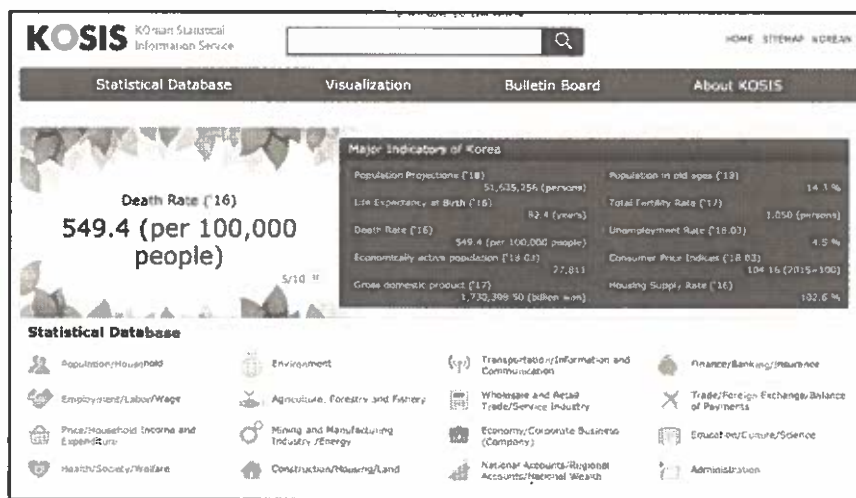 KOSIS KOrean Statistical
Information Service
HOME SITEMAP KOREAN
Statistical Database Visualization Bulletin Board About KOSIS
Major Indicators of Korea
Death Rate ('16)
549.4 (per 100,000
people)
5/10
Population Projections ('18)
51,635,256 (persons)
Life Expectancy at Birth ('16)
82.4 (years)
Death Rate ('16)
549.4 (per 100,000 people)
Economically active population ('18.03)
27,811
Gross domestic product ('17)
1,730,398.50 (billion won)
Population in old ages ('18)
14.3 %
Total Fertility Rate ('17)
1.050 (persons)
Unemployment Rate ('18.03)
4.5 %
Consumer Price Indices ('18.03)
104.16 (2015=100)
Housing Supply Rate ('16)
102.6 %
Statistical Database
Population/Household
Environment
Transportation/Information and
Communication
Finance/Banking/Insurance
Employment/Labor/Wage
Agriculture, Forestry and Fishery
Wholesale and Retail
Trade/Service Industry
Trade/Foreign Exchange/Balance
of Payments
Price/Household Income and
Expenditure
Mining and Manufacturing
Industry /Energy
Economy/Corporate Business
(Company)
Education/Culture/Science
Health/Society/Welfare
Construction/Housing/Land
National Accounts/Regional
Accounts/National Wealth
Administration